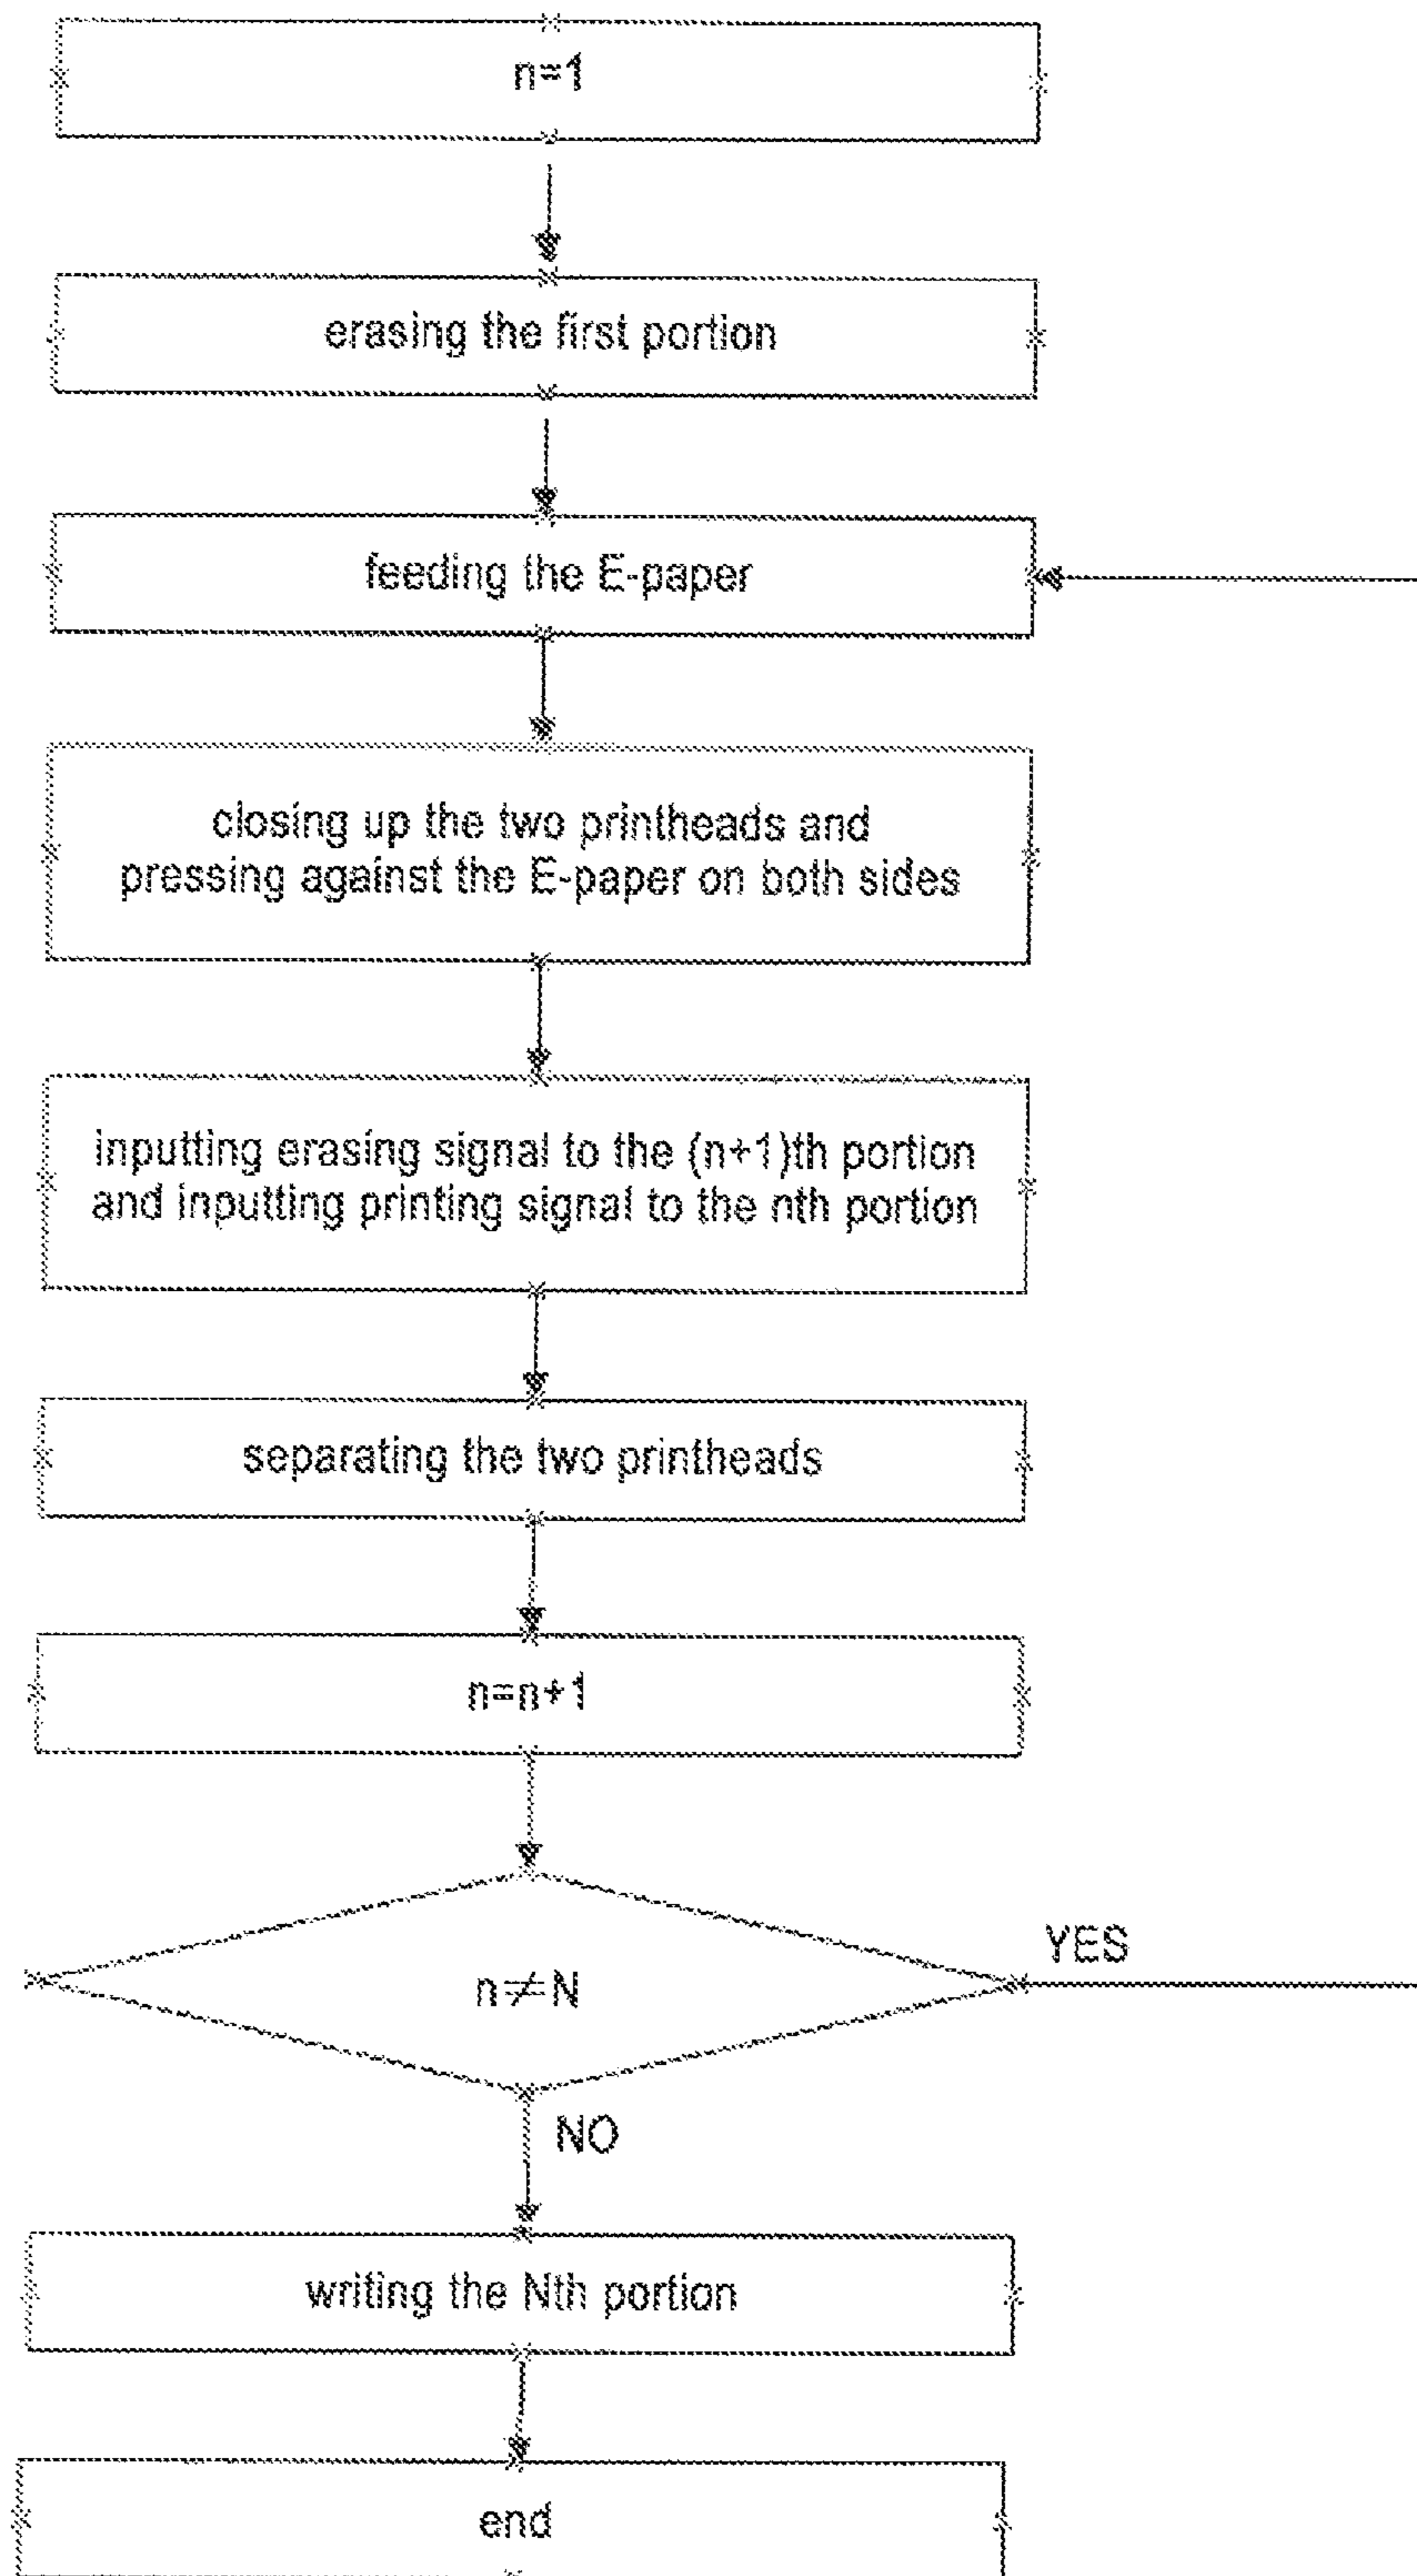 n=1
erasing the first portion
feeding the E-paper
closing up the two printheads and
pressing against the E-paper on both sides
inputting erasing signal to the (n+1)th portion
and inputting printing signal to the nth portion
separating the two printheads
n=n+1
n≠N
YES
NO
writing the Nth portion
end